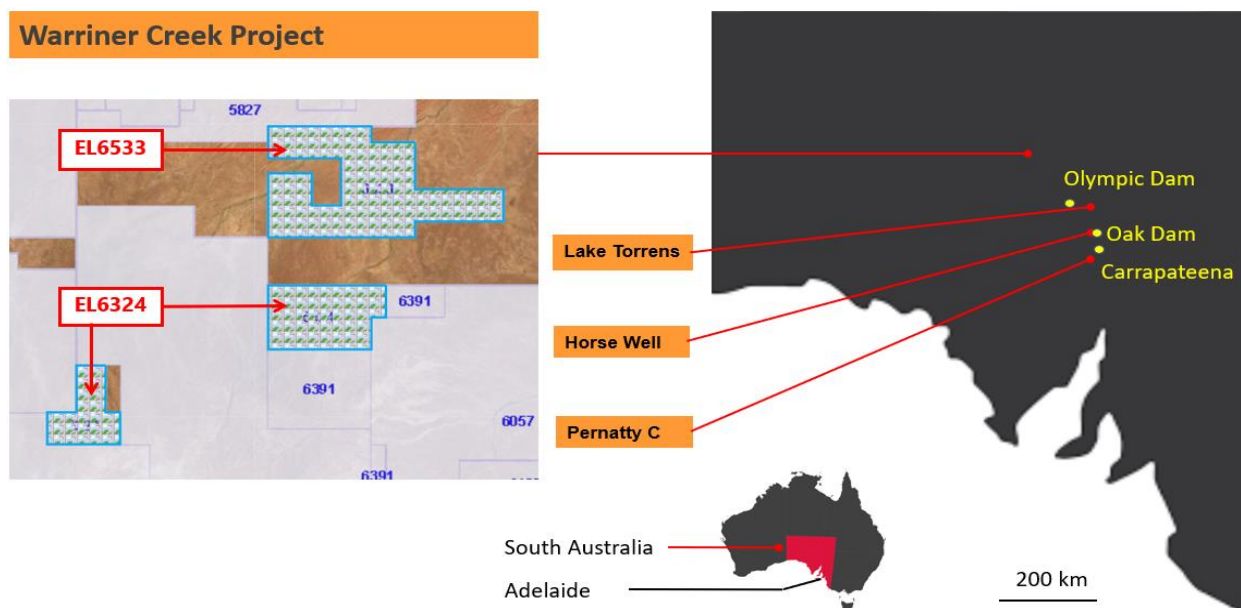 Warriner Creek Project
5827
EL6533
EL6324
6391
6391
6057
6391
Olympic Dam
Lake Torrens
Oak Dam
Carrapateena
Horse Well
Pernatty C
South Australia
Adelaide
200 km